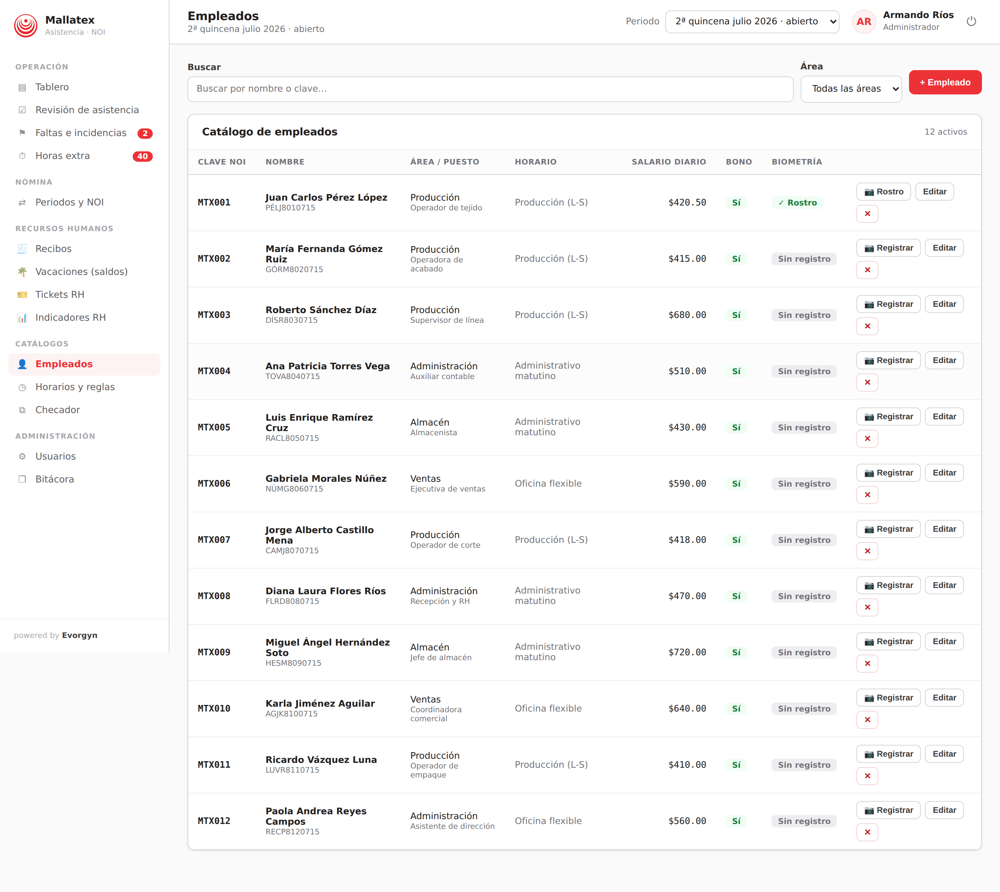 Mallatex
Asistencia · NOI
OPERACIÓN
Tablero
Revisión de asistencia
Faltas e incidencias 2
Horas extra 40
NÓMINA
Periodos y NOI
RECURSOS HUMANOS
Recibos
Vacaciones (saldos)
Tickets RH
Indicadores RH
CATÁLOGOS
Empleados
Horarios y reglas
Checador
ADMINISTRACIÓN
Usuarios
Bitácora
powered by Evorgyn
Empleados
2ª quincena julio 2026 · abierto
Periodo 2ª quincena julio 2026 · abierto
AR
Armando Ríos
Administrador
Buscar
Buscar por nombre o clave...
Área
Todas las áreas
+ Empleado
Catálogo de empleados
12 activos
CLAVE NOI NOMBRE ÁREA / PUESTO HORARIO SALARIO DIARIO BONO BIOMETRÍA
MTX001
Juan Carlos Pérez López
PÉLJ8010715
Producción
Operador de tejido
Producción (L-S)
$420.50
Sí
✓ Rostro
Rostro
Editar
✕
MTX002
María Fernanda Gómez
Ruiz
GÓRM8020715
Producción
Operadora de
acabado
Producción (L-S)
$415.00
Sí
Sin registro
Registrar
Editar
✕
MTX003
Roberto Sánchez Díaz
DÍSR8030715
Producción
Supervisor de línea
Producción (L-S)
$680.00
Sí
Sin registro
Registrar
Editar
✕
MTX004
Ana Patricia Torres Vega
TOVA8040715
Administración
Auxiliar contable
Administrativo
matutino
$510.00
Sí
Sin registro
Registrar
Editar
✕
MTX005
Luis Enrique Ramírez
Cruz
RACL8050715
Almacén
Almacenista
Administrativo
matutino
$430.00
Sí
Sin registro
Registrar
Editar
✕
MTX006
Gabriela Morales Núñez
NÚMG8060715
Ventas
Ejecutiva de ventas
Oficina flexible
$590.00
Sí
Sin registro
Registrar
Editar
✕
MTX007
Jorge Alberto Castillo
Mena
CAMJ8070715
Producción
Operador de corte
Producción (L-S)
$418.00
Sí
Sin registro
Registrar
Editar
✕
MTX008
Diana Laura Flores Ríos
FLRD8080715
Administración
Recepción y RH
Administrativo
matutino
$470.00
Sí
Sin registro
Registrar
Editar
✕
MTX009
Miguel Ángel Hernández
Soto
HESM8090715
Almacén
Jefe de almacén
Administrativo
matutino
$720.00
Sí
Sin registro
Registrar
Editar
✕
MTX010
Karla Jiménez Aguilar
AGJK8100715
Ventas
Coordinadora
comercial
Oficina flexible
$640.00
Sí
Sin registro
Registrar
Editar
✕
MTX011
Ricardo Vázquez Luna
LUVR8110715
Producción
Operador de
empaque
Producción (L-S)
$410.00
Sí
Sin registro
Registrar
Editar
✕
MTX012
Paola Andrea Reyes
Campos
RECP8120715
Administración
Asistente de dirección
Oficina flexible
$560.00
Sí
Sin registro
Registrar
Editar
✕